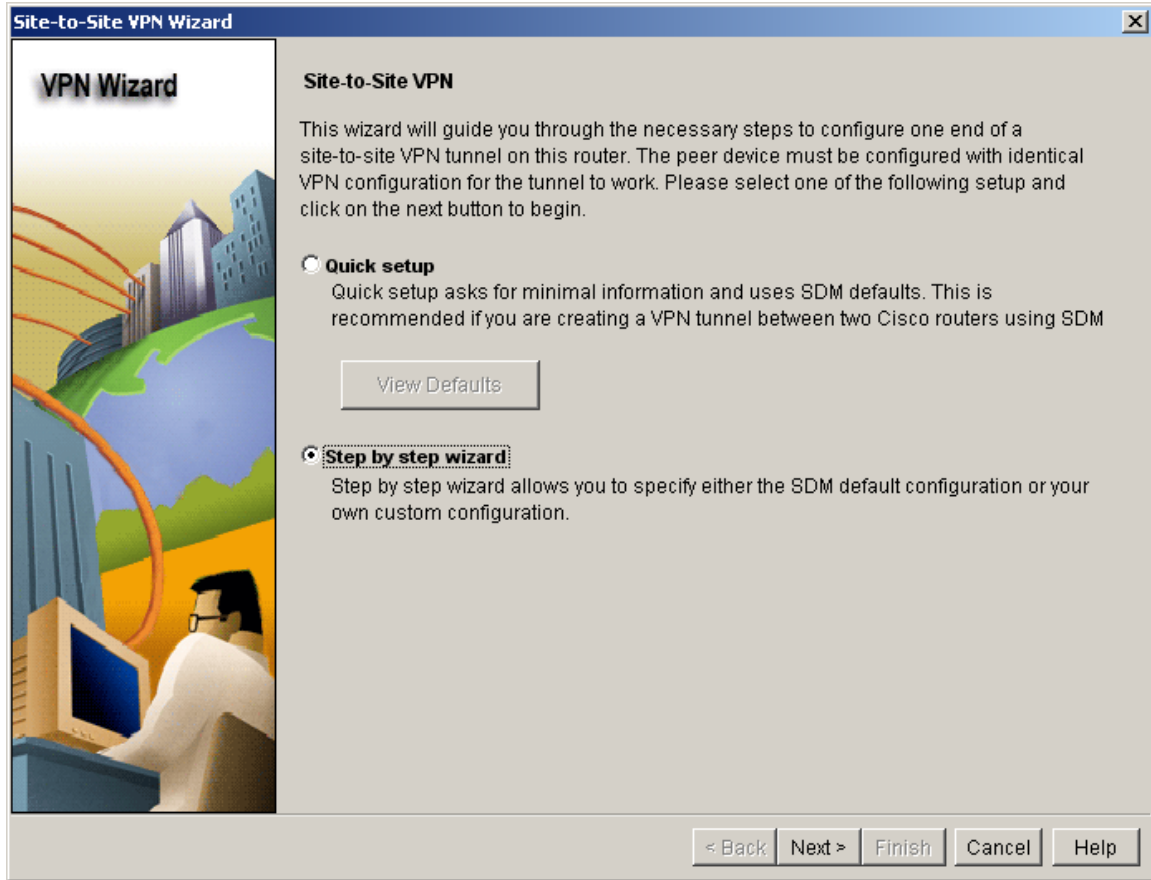 Site-to-Site VPN Wizard
VPN Wizard
Site-to-Site VPN
This wizard will guide you through the necessary steps to configure one end of a
site-to-site VPN tunnel on this router. The peer device must be configured with identical
VPN configuration for the tunnel to work. Please select one of the following setup and
click on the next button to begin.
Quick setup
Quick setup asks for minimal information and uses SDM defaults. This is
recommended if you are creating a VPN tunnel between two Cisco routers using SDM
View Defaults
Step by step wizard
Step by step wizard allows you to specify either the SDM default configuration or your
own custom configuration.
< Back Next > Finish Cancel Help